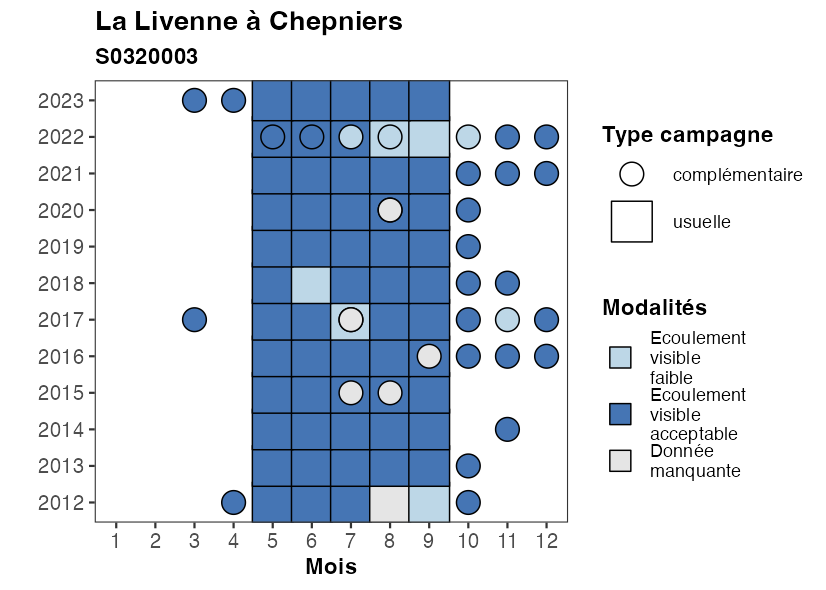 La Livenne à Chepniers
S0320003
2023
2022
2021
2020
2019
2018
2017
2016
2015
2014
2013
2012
1 2 3 4 5 6 7 8 9 10 11 12
Mois
Type campagne
complémentaire
usuelle
Modalités
Ecoulement
visible
faible
Ecoulement
visible
acceptable
Donnée
manquante